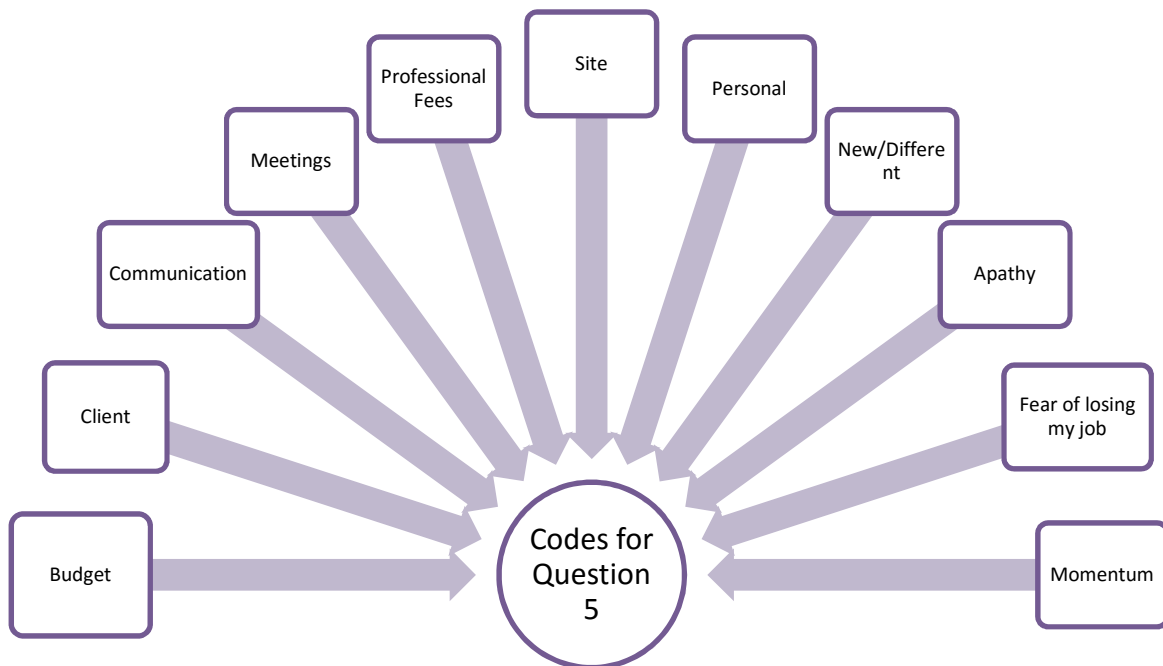 Site
Professional
Fees
Personal
Meetings
New/Differe
nt
Communication
Apathy
Client
Fear of losing
my job
Budget
Codes for
Question
5
Momentum